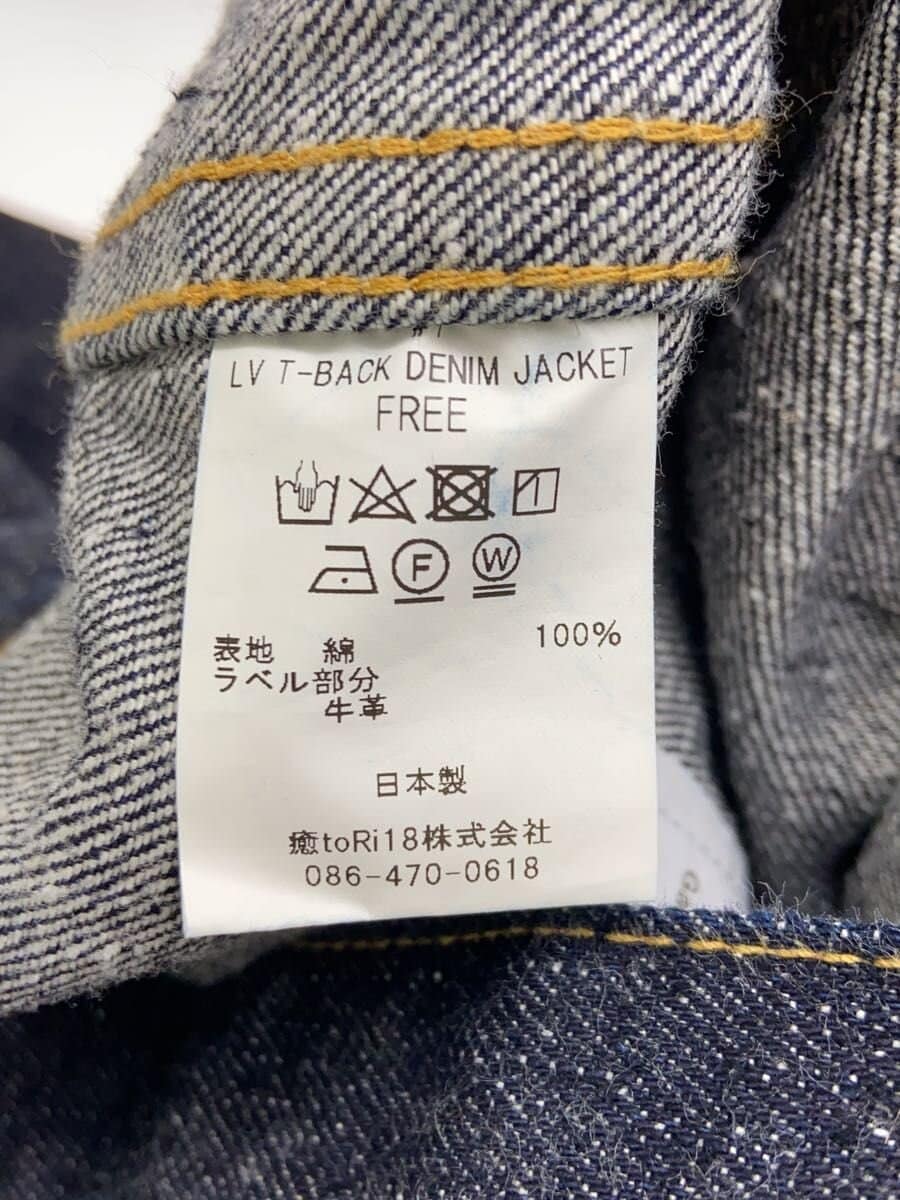 LV T-BACK DENIM JACKET
FREE
F W
表地 綿 100%
ラベル部分
牛革
日本製
癒toRi18株式会社
086-470-0618